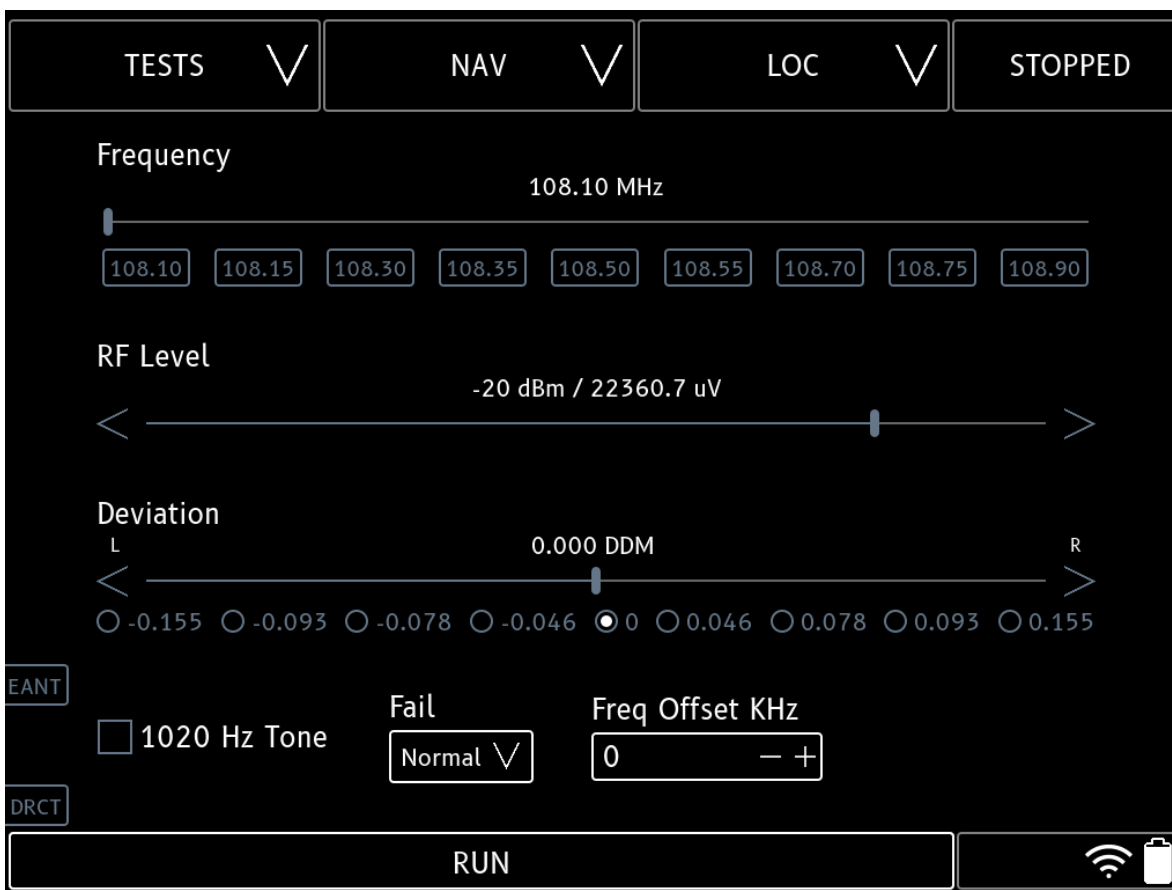 TESTS NAV LOC STOPPED
Frequency
108.10 MHz
108.10 108.15 108.30 108.35 108.50 108.55 108.70 108.75 108.90
RF Level
-20 dBm / 22360.7 uV
Deviation
L 0.000 DDM R
-0.155 -0.093 -0.078 -0.046 0 0.046 0.078 0.093 0.155
EANT
Fail Freq Offset KHz
1020 Hz Tone Normal 0 − +
DRCT
RUN